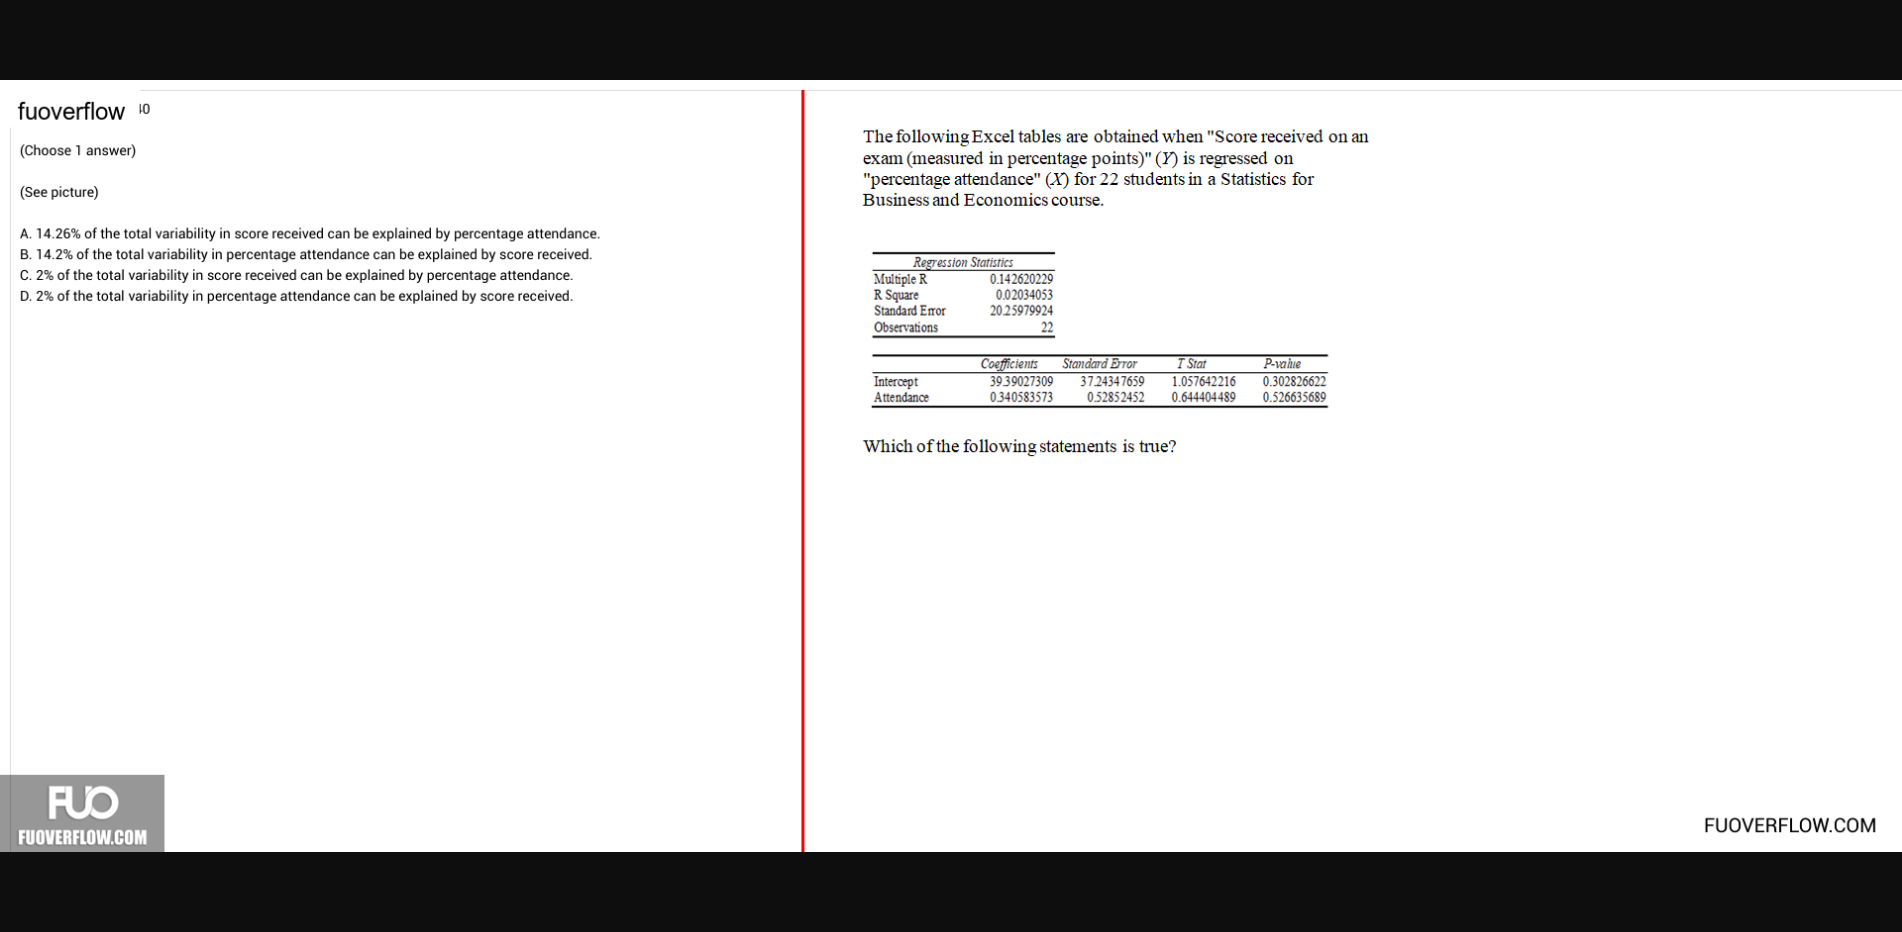 fuoverflow
(Choose 1 answer)
(See picture)
A. 14.26% of the total variability in score received can be explained by percentage attendance.
B. 14.2% of the total variability in percentage attendance can be explained by score received.
C. 2% of the total variability in score received can be explained by percentage attendance.
D. 2% of the total variability in percentage attendance can be explained by score received.
FUO
FUOVERFLOW.COM
The following Excel tables are obtained when "Score received on an
exam (measured in percentage points)" (Y) is regressed on
"percentage attendance" (X) for 22 students in a Statistics for
Business and Economics course.
Regression Statistics
Multiple R 0.142620229
R Square 0.02034053
Standard Error 20.25979924
Observations 22
Coefficients Standard Error T Stat P-value
Intercept 39.39027309 37.24347659 1.057642216 0.302826622
Attendance 0.340583573 0.52852452 0.644404489 0.526635689
Which of the following statements is true?
FUOVERFLOW.COM